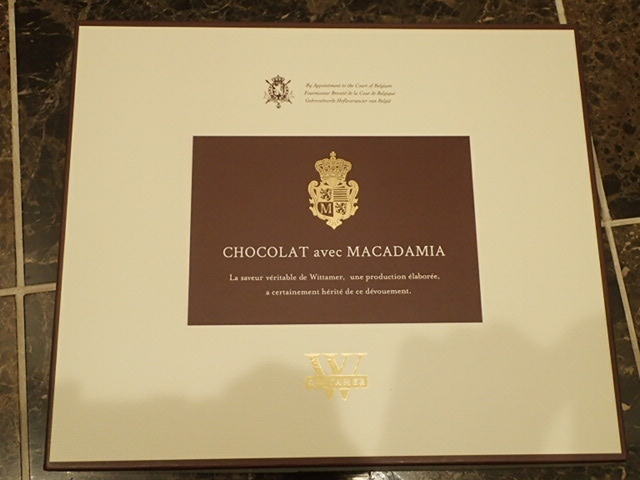 By Appointment to the Court of Belgium
Fournisseur Breveté de la Cour de Belgique
Gebrevetteerde Hofleverancier van België
M
CHOCOLAT avec MACADAMIA
La saveur véritable de Wittamer, une production élaborée,
a certainement hérité de ce dévouement.
W
WITTAMER